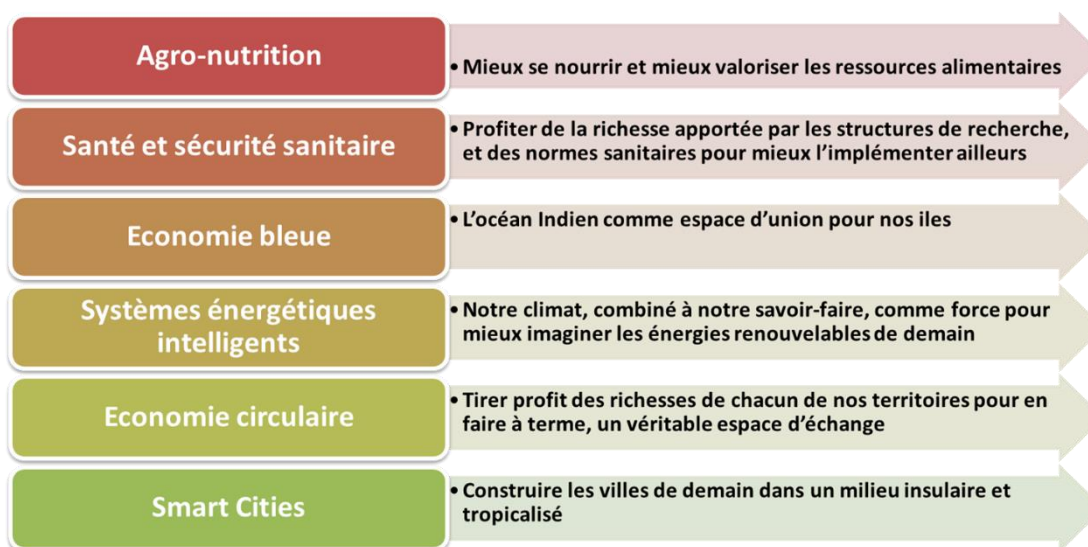 Agro-nutrition
• Mieux se nourrir et mieux valoriser les ressources alimentaires
Santé et sécurité sanitaire
• Profiter de la richesse apportée par les structures de recherche,
et des normes sanitaires pour mieux l’implémenter ailleurs
Economie bleue
• L’océan Indien comme espace d’union pour nos iles
Systèmes énergétiques
intelligents
• Notre climat, combiné à notre savoir-faire, comme force pour
mieux imaginer les énergies renouvelables de demain
Economie circulaire
• Tirer profit des richesses de chacun de nos territoires pour en
faire à terme, un véritable espace d’échange
Smart Cities
• Construire les villes de demain dans un milieu insulaire et
tropicalisé